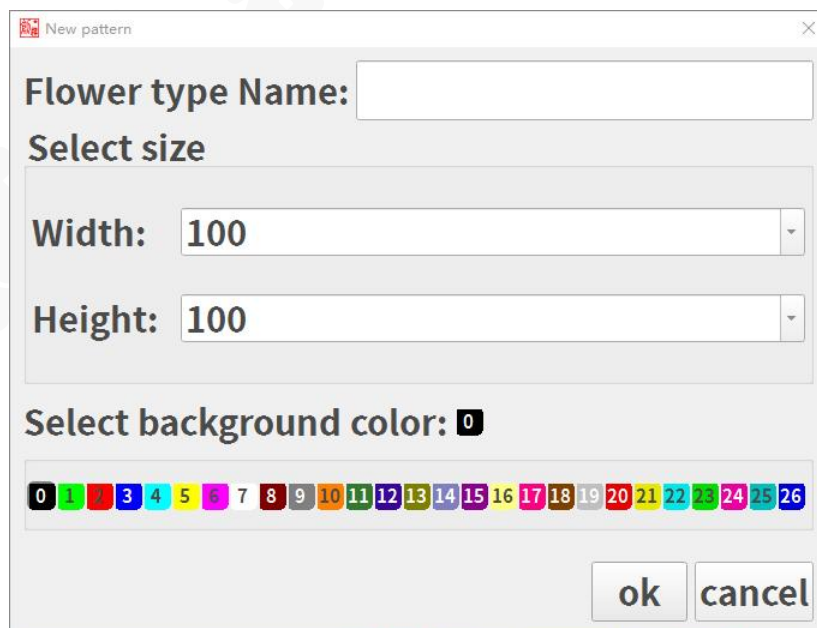 New pattern
Flower type Name:
Select size
Width: 100
Height: 100
Select background color: 0
0 1 2 3 4 5 6 7 8 9 10 11 12 13 14 15 16 17 18 19 20 21 22 23 24 25 26
ok cancel